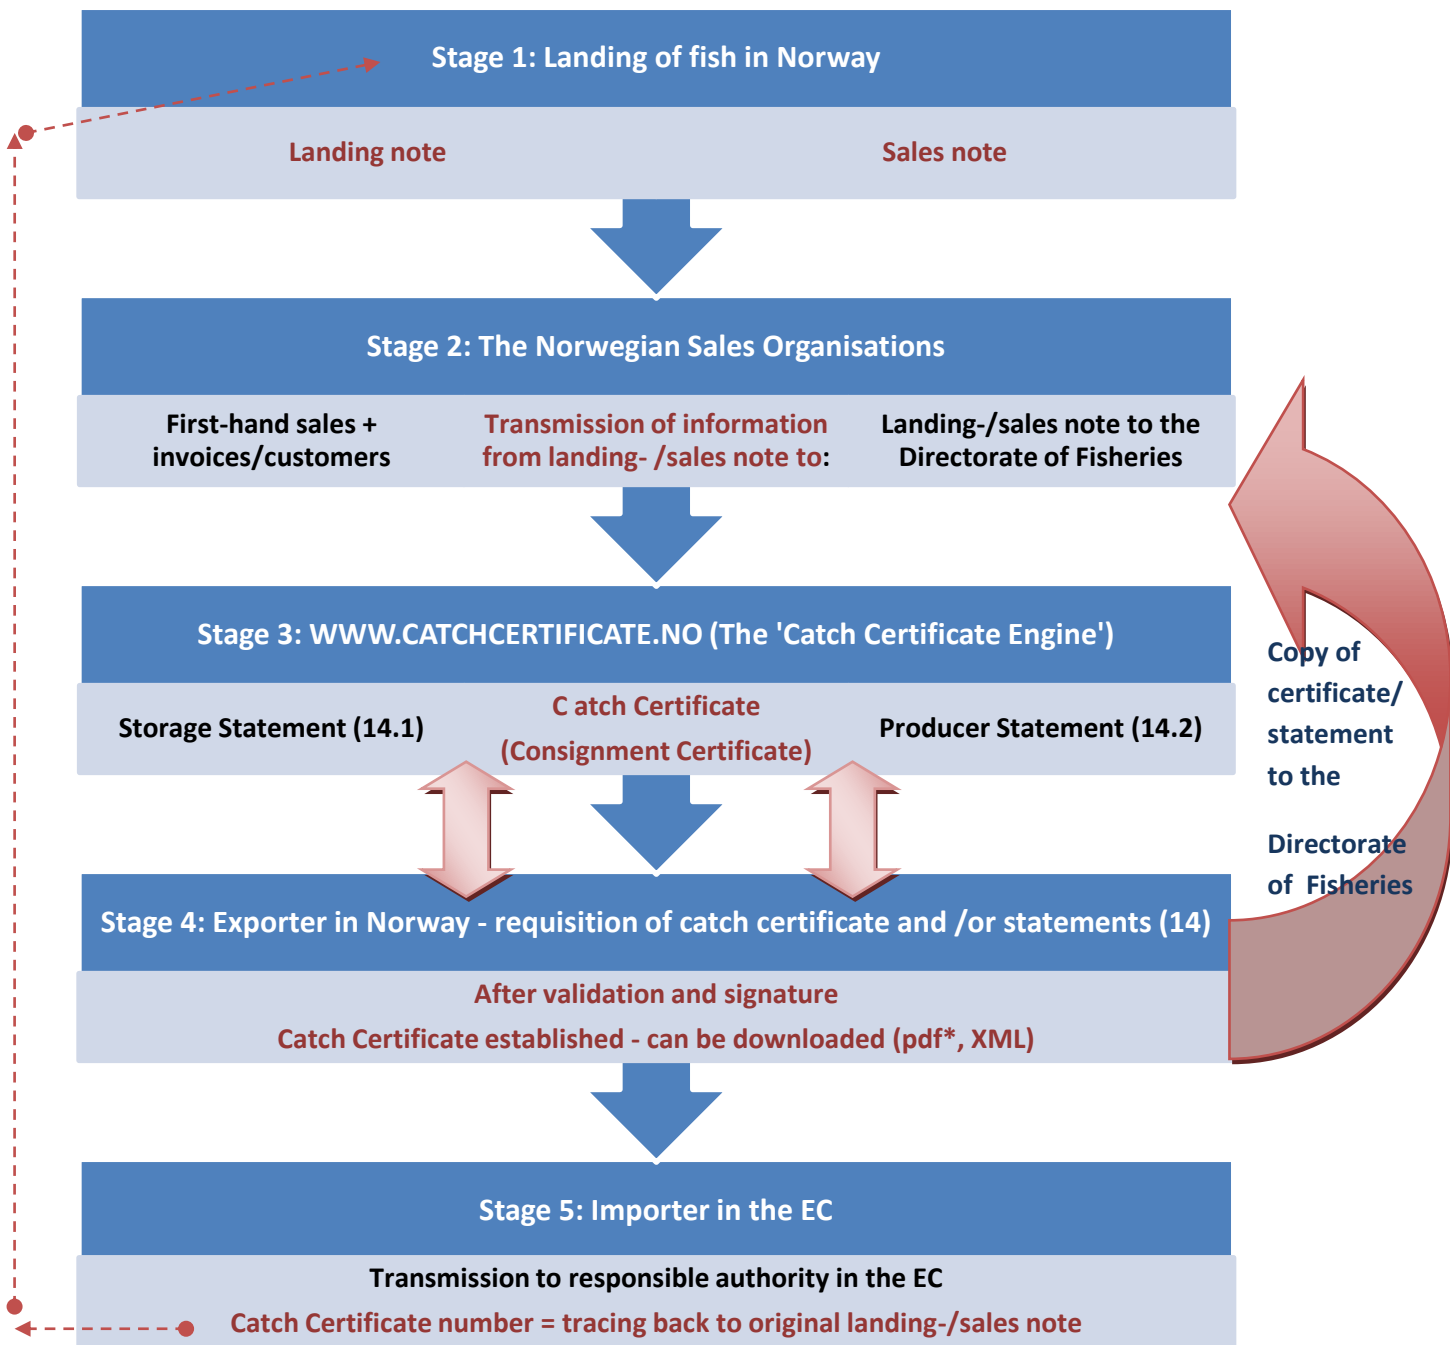 Stage 1: Landing of fish in Norway
Landing note
Sales note
Stage 2: The Norwegian Sales Organisations
First-hand sales +
invoices/customers
Transmission of information
from landing- /sales note to:
Landing-/sales note to the
Directorate of Fisheries
Stage 3: WWW.CATCHCERTIFICATE.NO (The 'Catch Certificate Engine')
Storage Statement (14.1)
C atch Certificate
(Consignment Certificate)
Producer Statement (14.2)
Copy of
certificate/
statement
to the
Directorate
of Fisheries
Stage 4: Exporter in Norway - requisition of catch certificate and /or statements (14)
After validation and signature
Catch Certificate established - can be downloaded (pdf*, XML)
Stage 5: Importer in the EC
Transmission to responsible authority in the EC
Catch Certificate number = tracing back to original landing-/sales note